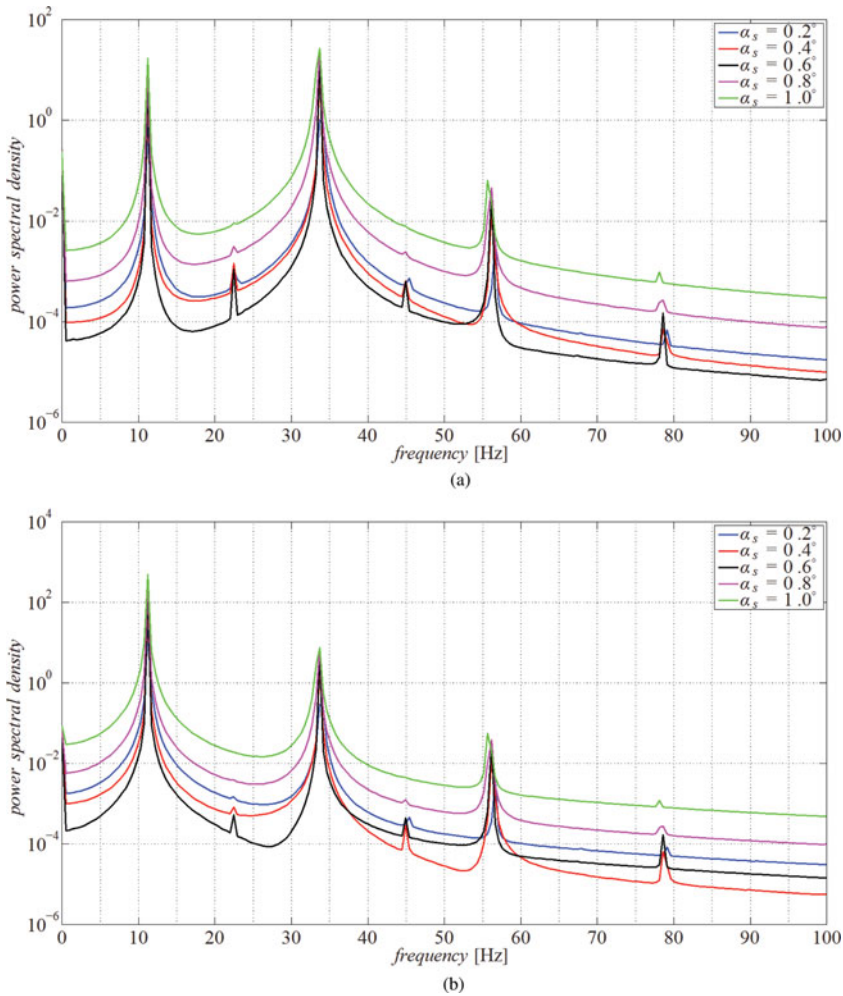 10^2
10^0
10^-2
10^-4
10^-6
power spectral density
α_s = 0.2°
α_s = 0.4°
α_s = 0.6°
α_s = 0.8°
α_s = 1.0°
0 10 20 30 40 50 60 70 80 90 100
frequency [Hz]
(a)
10^4
10^2
10^0
10^-2
10^-4
10^-6
power spectral density
α_s = 0.2°
α_s = 0.4°
α_s = 0.6°
α_s = 0.8°
α_s = 1.0°
0 10 20 30 40 50 60 70 80 90 100
frequency [Hz]
(b)